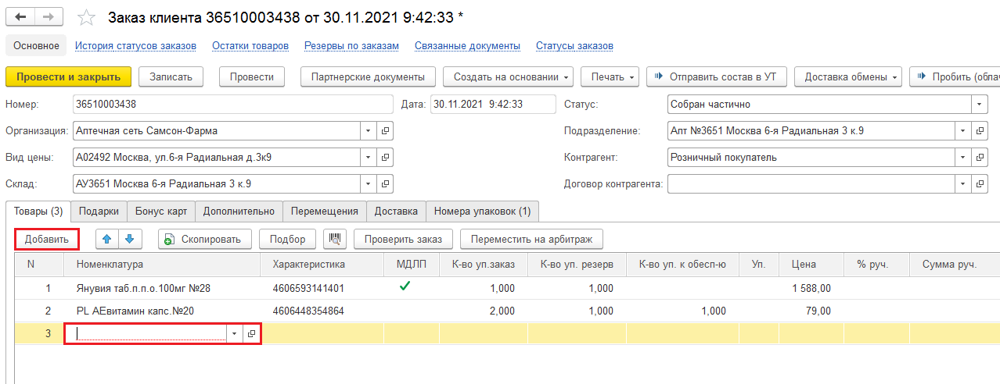 Заказ клиента 36510003438 от 30.11.2021 9:42:33 *
Основное История статусов заказов Остатки товаров Резервы по заказам Связанные документы Статусы заказов
Провести и закрыть Записать Провести Партнерские документы Создать на основании Печать Отправить состав в УТ Доставка обмены Пробить (облач
Номер: 36510003438 Дата: 30.11.2021 9:42:33 Статус: Собран частично
Организация: Аптечная сеть Самсон-Фарма Подразделение: Апт №3651 Москва 6-я Радиальная 3 к.9
Вид цены: А02492 Москва, ул.6-я Радиальная д.3к9 Контрагент: Розничный покупатель
Склад: АУ3651 Москва 6-я Радиальная 3 к.9 Договор контрагента:
Товары (3) Подарки Бонус карт Дополнительно Перемещения Доставка Номера упаковок (1)
Добавить Скопировать Подбор Проверить заказ Переместить на арбитраж
N Номенклатура Характеристика МДЛП К-во уп.заказ К-во уп. резерв К-во уп. к обесп-ю Уп. Цена % руч. Сумма руч.
1 Янувия таб.п.п.о.100мг №28 4606593141401 1,000 1,000 1 588,00
2 PL АЕвитамин капс.№20 4606448354864 2,000 1,000 1,000 79,00
3